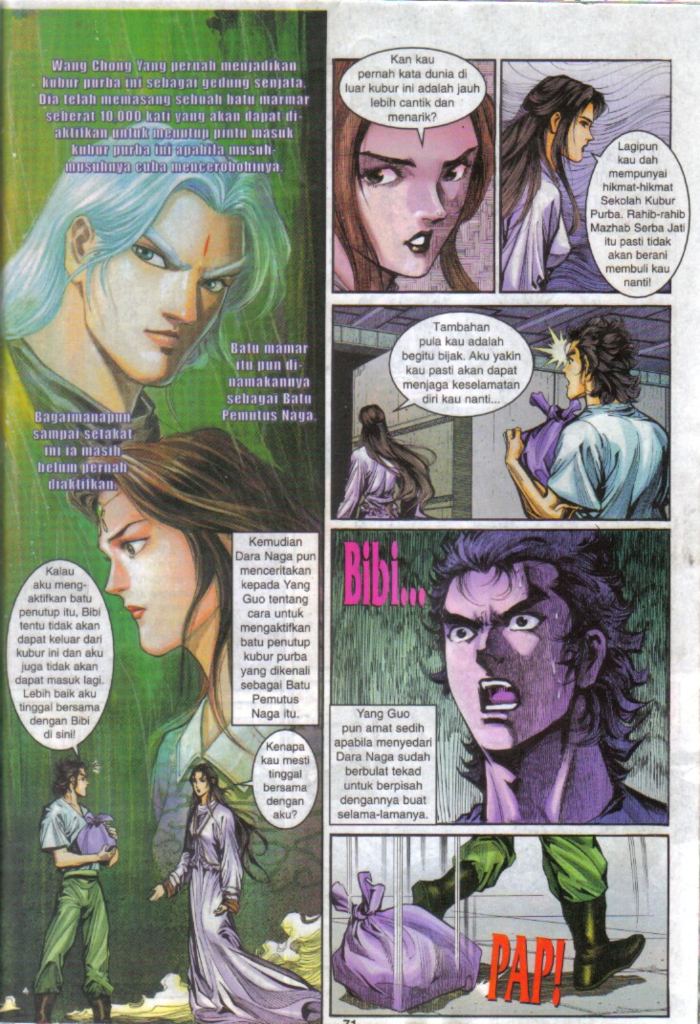 Wang Chong Yang pernah menjadikan
kubur purba ini sebagai gedung senjata.
Dia telah memasang sebuah batu marmar
seberat 10,000 kati yang akan dapat di-
aktifkan untuk menutup pintu masuk
kubur purba ini apabila musuh-
musuhnya cuba mencerobohinya.
Batu mamar
itu pun di-
namakannya
sebagai Batu
Pemutus Naga.
Bagaimanapun
sampai setakat
ini ia masih
belum pernah
diaktifkan.
Kemudian
Dara Naga pun
menceritakan
kepada Yang
Guo tentang
cara untuk
mengaktifkan
batu penutup
kubur purba
yang dikenali
sebagai Batu
Pemutus
Naga itu.
Kalau
aku meng-
aktifkan batu
penutup itu, Bibi
tentu tidak akan
dapat keluar dari
kubur ini dan aku
juga tidak akan
dapat masuk lagi.
Lebih baik aku
tinggal bersama
dengan Bibi
di sini!
Kenapa
kau mesti
tinggal
bersama
dengan
aku?
Kan kau
pernah kata dunia di
luar kubur ini adalah jauh
lebih cantik dan
menarik?
Lagipun
kau dah
mempunyai
hikmat-hikmat
Sekolah Kubur
Purba. Rahib-rahib
Mazhab Serba Jati
itu pasti tidak
akan berani
membuli kau
nanti!
Tambahan
pula kau adalah
begitu bijak. Aku yakin
kau pasti akan dapat
menjaga keselamatan
diri kau nanti...
Bibi...
Yang Guo
pun amat sedih
apabila menyedari
Dara Naga sudah
berbulat tekad
untuk berpisah
dengannya buat
selama-lamanya.
PAP!
71